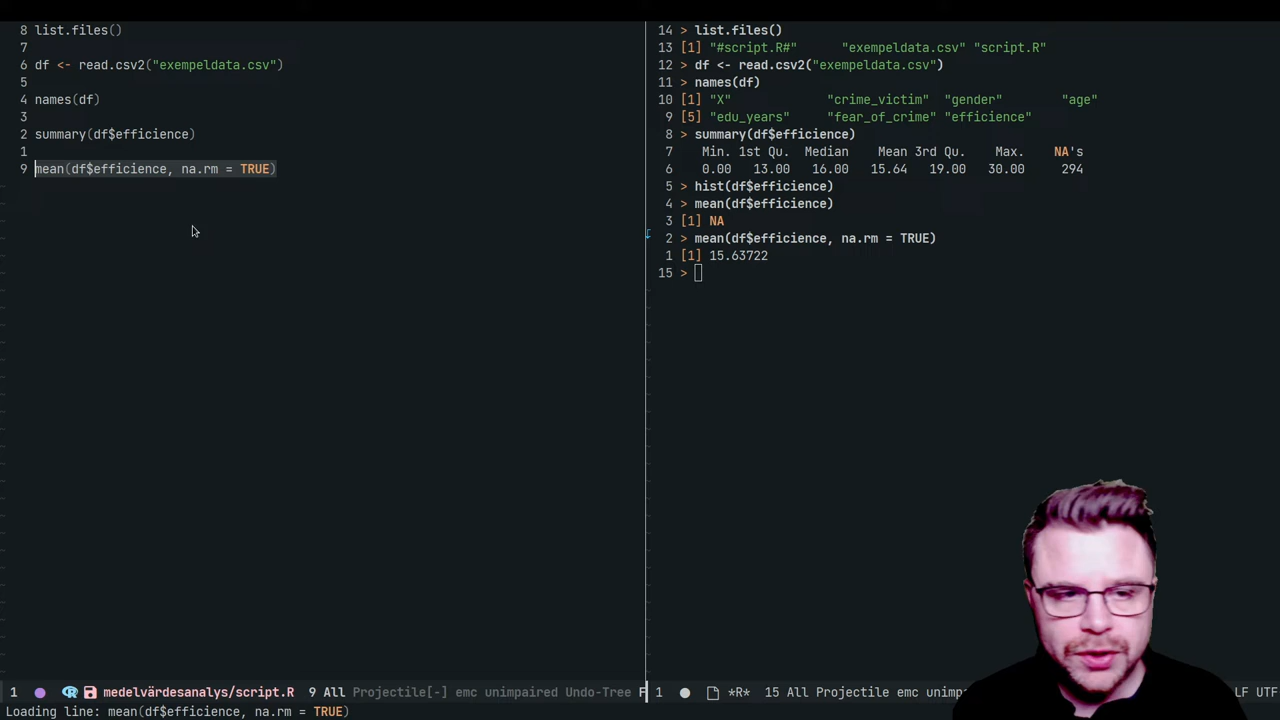 8 list.files()
7
6 df <- read.csv2("exempeldata.csv")
5
4 names(df)
3
2 summary(df$efficience)
1
9 mean(df$efficience, na.rm = TRUE)
14 > list.files()
13 [1] "#script.R#" "exempeldata.csv" "script.R"
12 > df <- read.csv2("exempeldata.csv")
11 > names(df)
10 [1] "X" "crime_victim" "gender" "age"
9 [5] "edu_years" "fear_of_crime" "efficience"
8 > summary(df$efficience)
7 Min. 1st Qu. Median Mean 3rd Qu. Max. NA's
6 0.00 13.00 16.00 15.64 19.00 30.00 294
5 > hist(df$efficience)
4 > mean(df$efficience)
3 [1] NA
2 > mean(df$efficience, na.rm = TRUE)
1 [1] 15.63722
15 >
1 R medelvärdesanalys/script.R 9 All Projectile[-] emc unimpaired Undo-Tree F
1 *R* 15 All Projectile emc unimpa LF UTF
Loading line: mean(df$efficience, na.rm = TRUE)